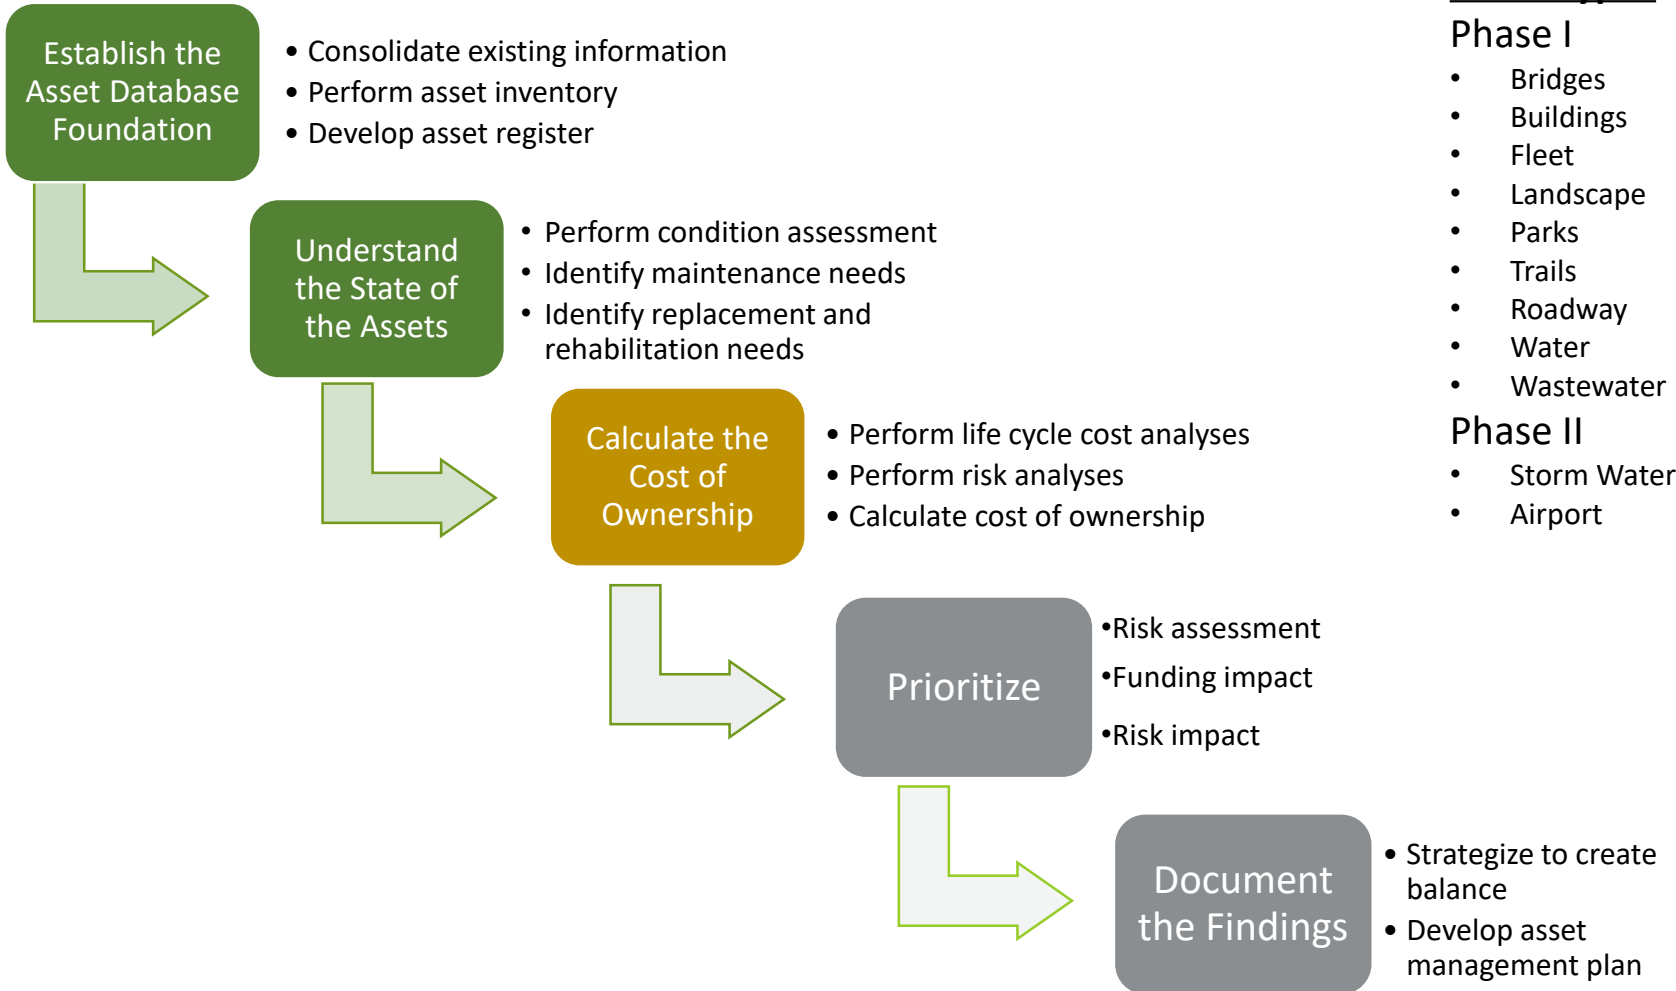 Establish the
Asset Database
Foundation
• Consolidate existing information
• Perform asset inventory
• Develop asset register
Understand
the State of
the Assets
• Perform condition assessment
• Identify maintenance needs
• Identify replacement and
rehabilitation needs
Calculate the
Cost of
Ownership
• Perform life cycle cost analyses
• Perform risk analyses
• Calculate cost of ownership
Prioritize
•Risk assessment
•Funding impact
•Risk impact
Document
the Findings
• Strategize to create
balance
• Develop asset
management plan
Phase I
• Bridges
• Buildings
• Fleet
• Landscape
• Parks
• Trails
• Roadway
• Water
• Wastewater
Phase II
• Storm Water
• Airport